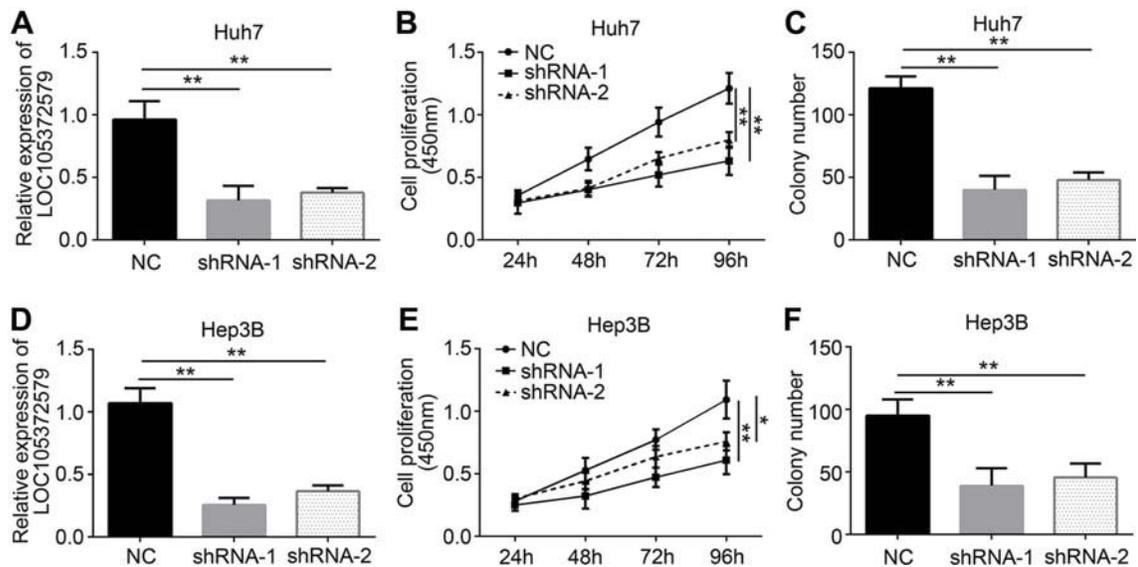 A
Huh7
Relative expression of
LOC105372579
1.5
1.0
0.5
0.0
**
**
NC
shRNA-1
shRNA-2
B
Huh7
Cell proliferation
(450nm)
1.5
1.0
0.5
0.0
NC
shRNA-1
shRNA-2
**
**
24h
48h
72h
96h
C
Huh7
Colony number
150
100
50
0
**
**
NC
shRNA-1
shRNA-2
D
Hep3B
Relative expression of
LOC105372579
1.5
1.0
0.5
0.0
**
**
NC
shRNA-1
shRNA-2
E
Hep3B
Cell proliferation
(450nm)
1.5
1.0
0.5
0.0
NC
shRNA-1
shRNA-2
**
*
24h
48h
72h
96h
F
Hep3B
Colony number
150
100
50
0
**
**
NC
shRNA-1
shRNA-2